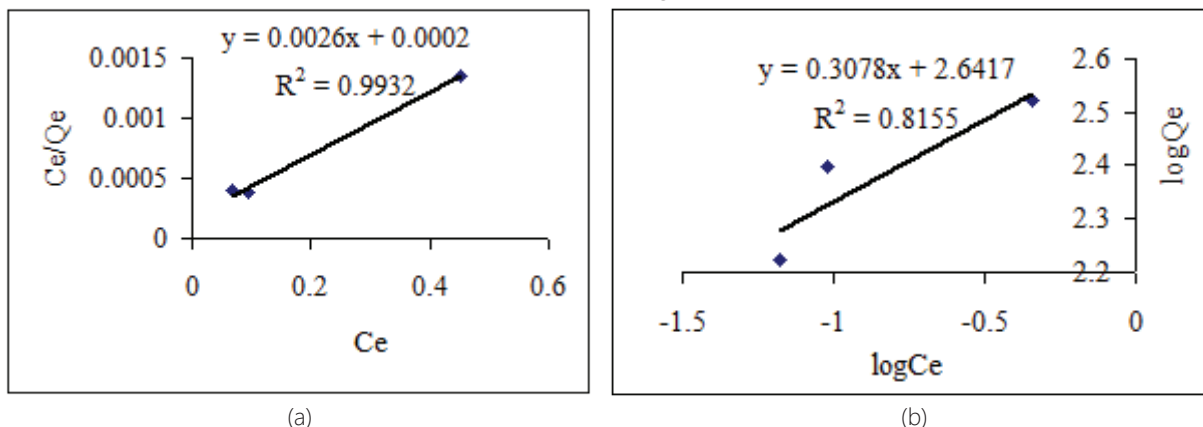 y = 0.0026x + 0.0002
R² = 0.9932
0.0015
0.001
0.0005
0
Ce/Qe
0 0.2 0.4 0.6
Ce
(a)
y = 0.3078x + 2.6417
R² = 0.8155
2.6
2.5
2.4
2.3
2.2
logQe
-1.5 -1 -0.5 0
logCe
(b)